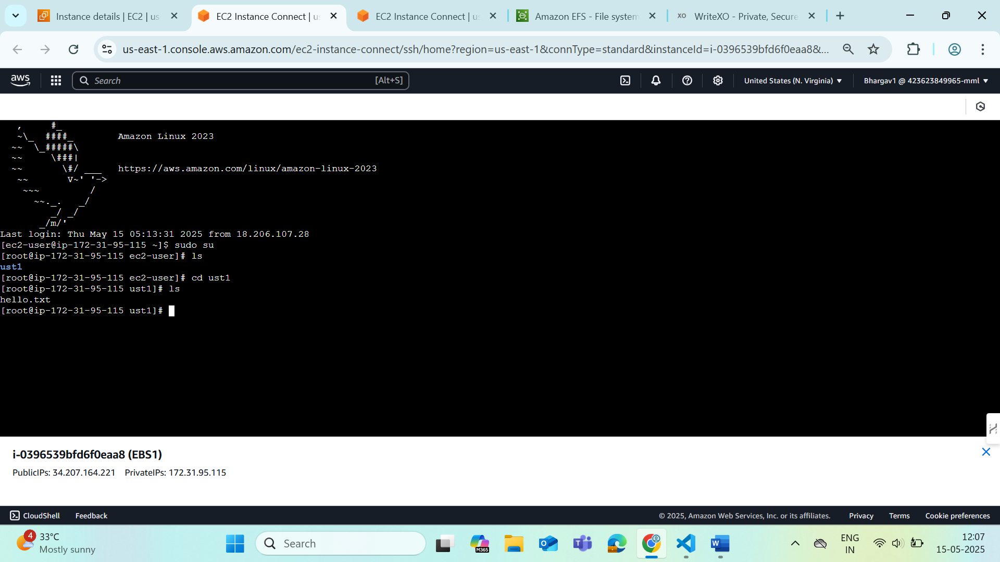 Instance details | EC2 | us
EC2 Instance Connect | us
EC2 Instance Connect | us
Amazon EFS - File system
XO WriteXO - Private, Secure
us-east-1.console.aws.amazon.com/ec2-instance-connect/ssh/home?region=us-east-1&connType=standard&instanceId=i-0396539bfd6f0eaa8&...
aws
Search [Alt+S]
United States (N. Virginia) ▼
Bhargav1 @ 423623849965-mml ▼
   ,     #_
   ~\_  ####_        Amazon Linux 2023
  ~~  \_#####\
  ~~     \###|
  ~~       \#/ ___   https://aws.amazon.com/linux/amazon-linux-2023
   ~~       V~' '->
    ~~~         /
      ~~._.   _/
         _/ _/
       _/m/'
Last login: Thu May 15 05:13:31 2025 from 18.206.107.28
[ec2-user@ip-172-31-95-115 ~]$ sudo su
[root@ip-172-31-95-115 ec2-user]# ls
ust1
[root@ip-172-31-95-115 ec2-user]# cd ust1
[root@ip-172-31-95-115 ust1]# ls
hello.txt
[root@ip-172-31-95-115 ust1]#
i-0396539bfd6f0eaa8 (EBS1)
PublicIPs: 34.207.164.221 PrivateIPs: 172.31.95.115
CloudShell Feedback © 2025, Amazon Web Services, Inc. or its affiliates. Privacy Terms Cookie preferences
4
33°C
Mostly sunny
Search
M365
ENG
IN
12:07
15-05-2025